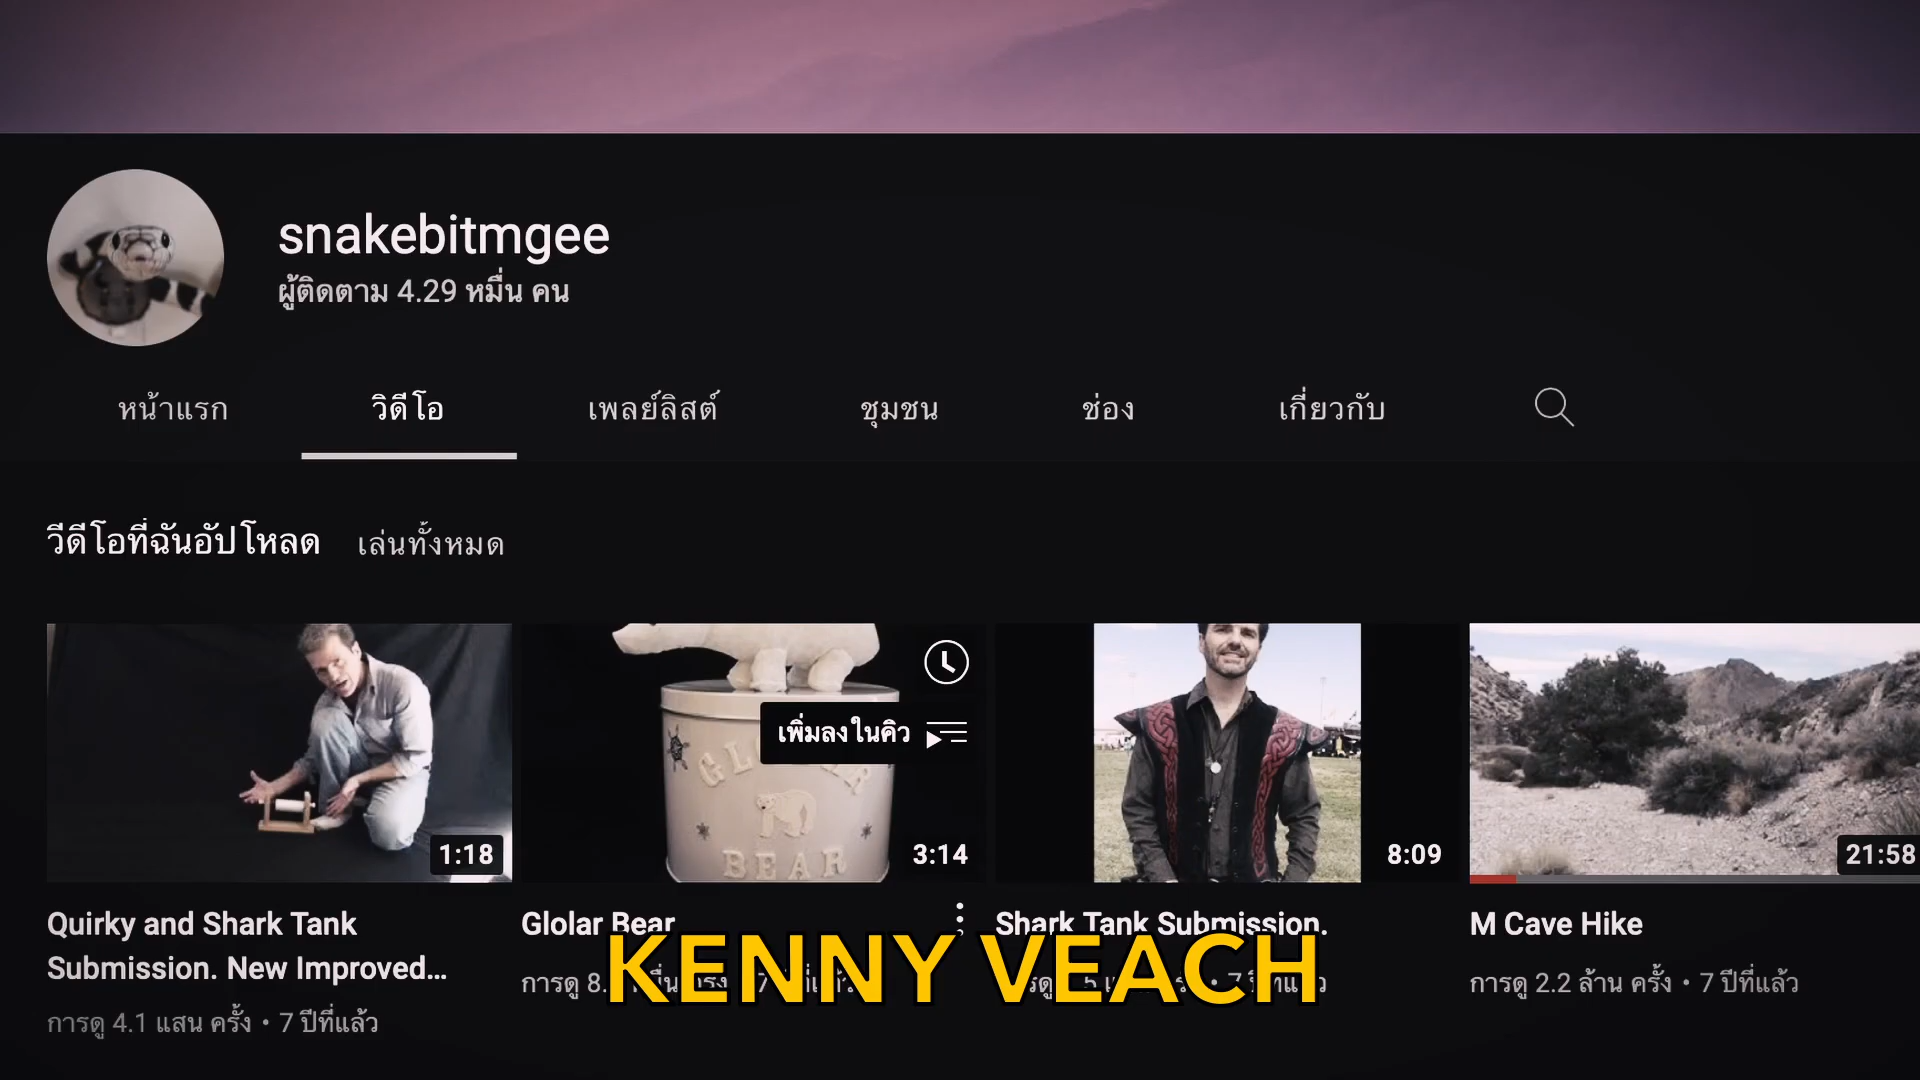 snakebitmgee
ผู้ติดตาม 4.29 หมื่น คน
หน้าแรก
วิดีโอ
เพลย์ลิสต์
ชุมชน
ช่อง
เกี่ยวกับ
วีดีโอที่ฉันอัปโหลด
เล่นทั้งหมด
เพิ่มลงในคิว
BEAR
1:18
3:14
8:09
21:58
Quirky and Shark Tank
Submission. New Improved...
การดู 4.1 แสน ครั้ง • 7 ปีที่แล้ว
Glolar Bear
การดู 8.
Shark Tank Submission.
M Cave Hike
การดู 2.2 ล้าน ครั้ง • 7 ปีที่แล้ว
KENNY VEACH